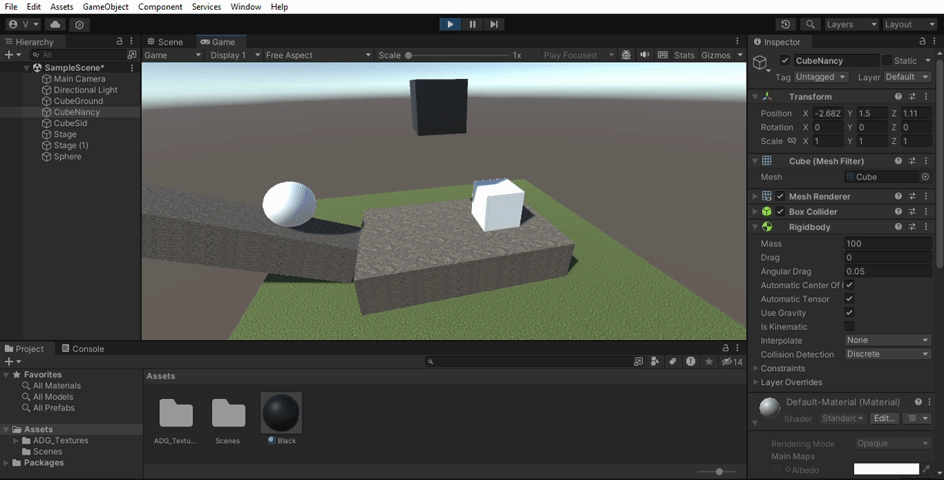 File Edit Assets GameObject Component Services Window Help
V Layers Layout
Hierarchy
All
SampleScene*
Main Camera
Directional Light
CubeGround
CubeNancy
CubeSid
Stage
Stage (1)
Sphere
Scene Game
Game Display 1 Free Aspect Scale 1x Play Focused Stats Gizmos
Inspector
CubeNancy Static
Tag Untagged Layer Default
Transform
Position X -2.682 Y 1.5 Z 1.11
Rotation X 0 Y 0 Z 0
Scale X 1 Y 1 Z 1
Cube (Mesh Filter)
Mesh Cube
Mesh Renderer
Box Collider
Rigidbody
Mass 100
Drag 0
Angular Drag 0.05
Automatic Center Of
Automatic Tensor
Use Gravity
Is Kinematic
Interpolate None
Collision Detection Discrete
Constraints
Layer Overrides
Default-Material (Material)
Shader Standard Edit...
Rendering Mode Opaque
Main Maps
Albedo
Project Console
14
Favorites
All Materials
All Models
All Prefabs
Assets
ADG_Textures
Scenes
Packages
Assets
ADG_Textu... Scenes Black